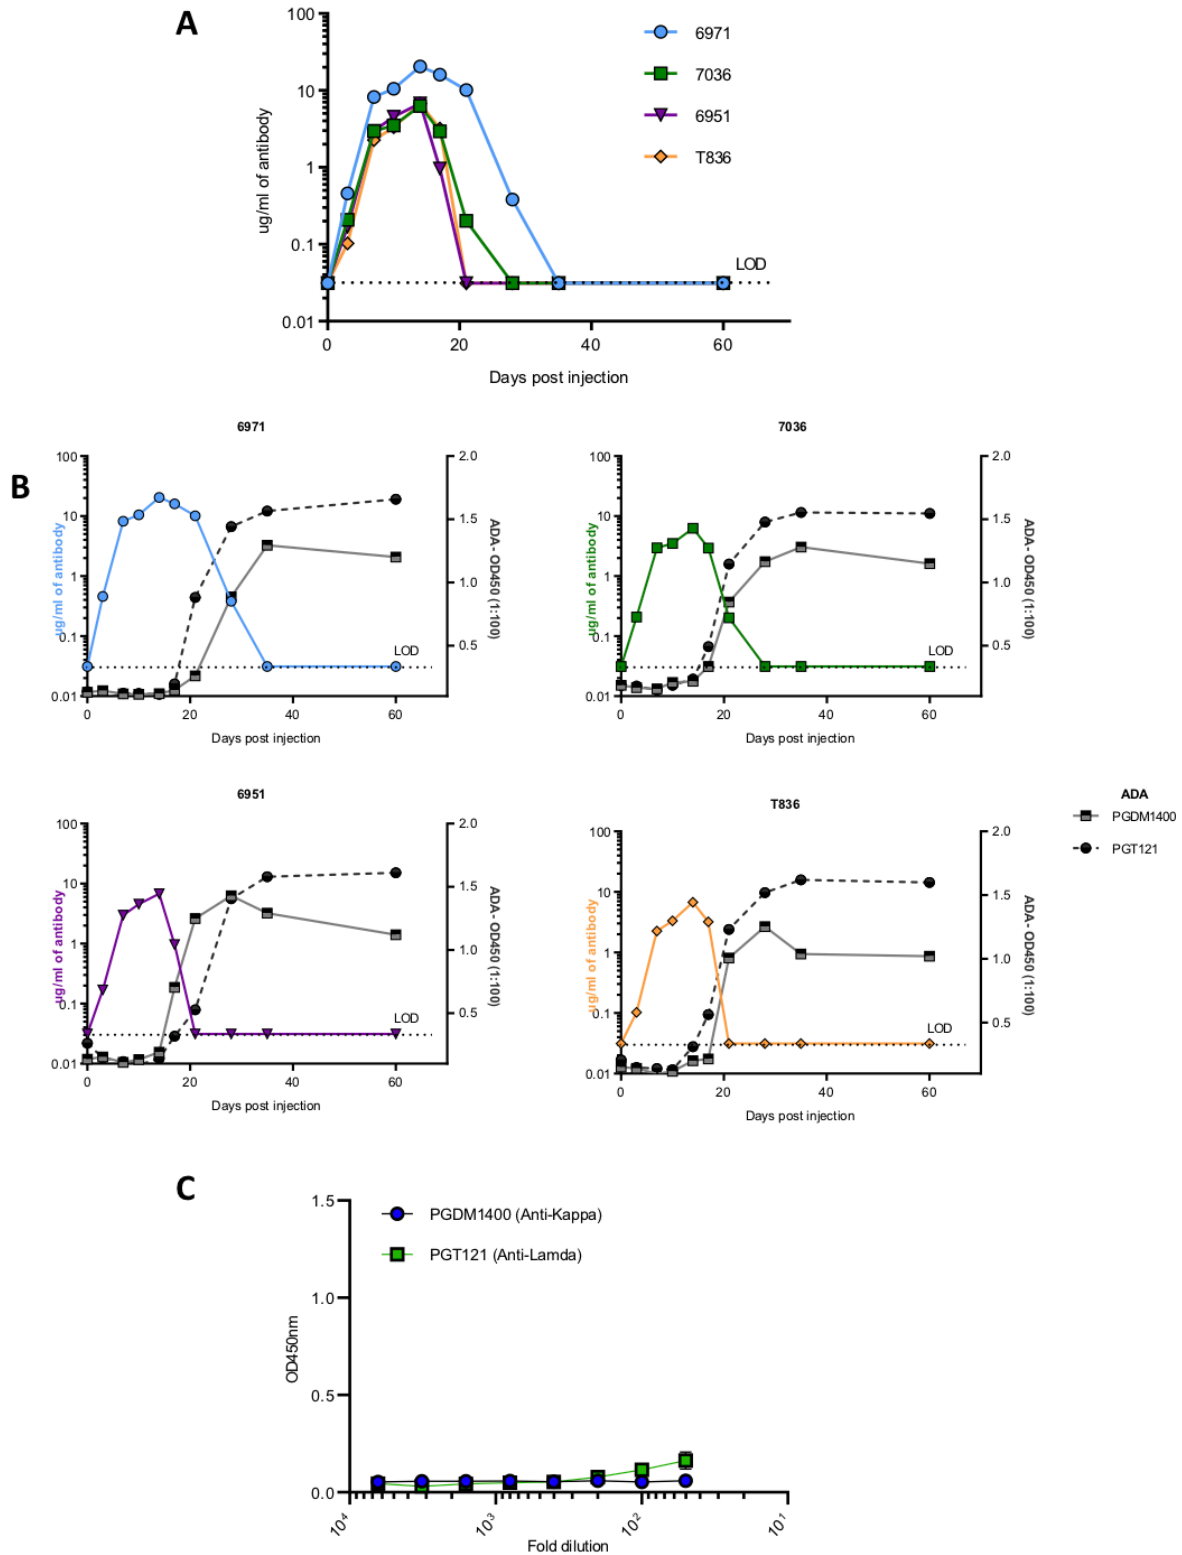 A
100
10
1
0.1
0.01
ug/ml of antibody
0 20 40 60
Days post injection
LOD
6971
7036
6951
T836
B
6971
100
10
1
0.1
0.01
ug/ml of antibody
2.0
1.5
1.0
0.5
ADA- OD450 (1:100)
LOD
0 20 40 60
Days post injection
7036
100
10
1
0.1
0.01
ug/ml of antibody
2.0
1.5
1.0
0.5
ADA- OD450 (1:100)
LOD
0 20 40 60
Days post injection
6951
100
10
1
0.1
0.01
ug/ml of antibody
2.0
1.5
1.0
0.5
ADA- OD450 (1:100)
LOD
0 20 40 60
Days post injection
T836
100
10
1
0.1
0.01
ug/ml of antibody
2.0
1.5
1.0
0.5
ADA- OD450 (1:100)
LOD
0 20 40 60
Days post injection
ADA
PGDM1400
PGT121
C
1.5
1.0
0.5
0.0
OD450nm
PGDM1400 (Anti-Kappa)
PGT121 (Anti-Lamda)
10⁴ 10³ 10² 10¹
Fold dilution